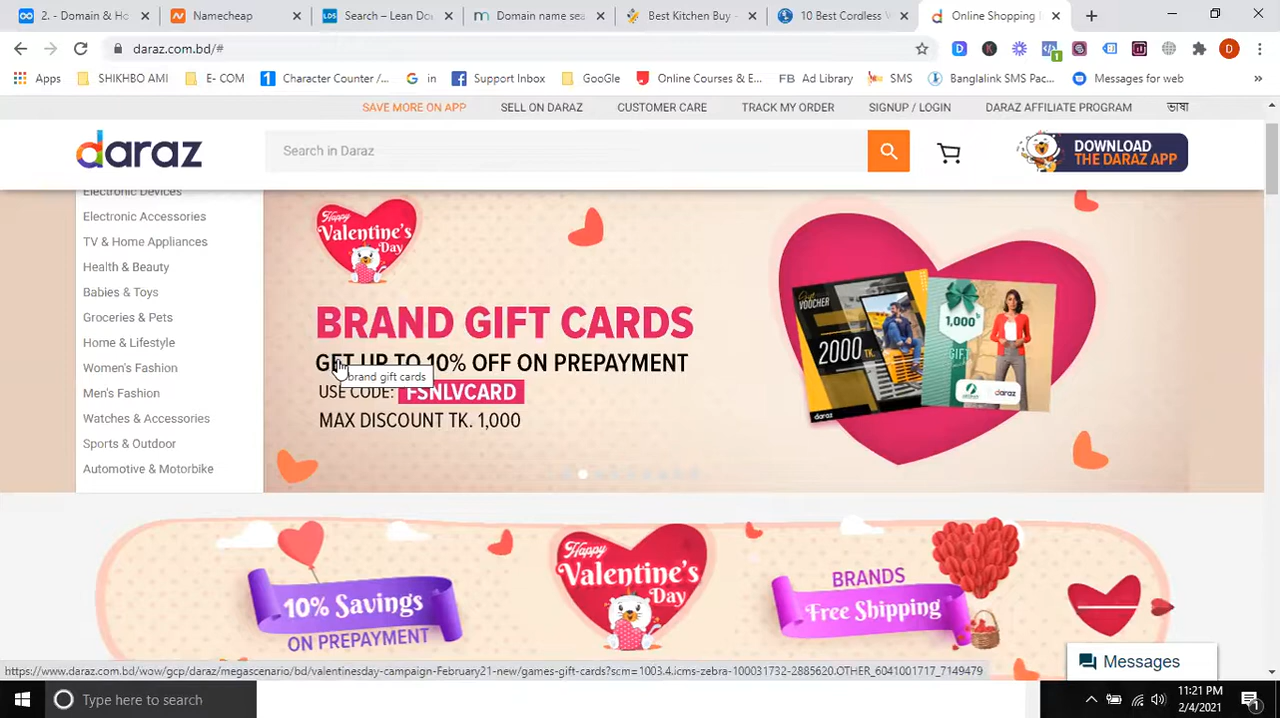 2. - Domain & Ho
Namecheap
Search – Lean Do
Domain name sea
Best Kitchen Buy -
10 Best Cordless V
Online Shopping
daraz.com.bd/#
Apps
SHIKHBO AMI
E- COM
Character Counter /...
in
Support Inbox
GooGle
Online Courses & E...
FB Ad Library
SMS
Banglalink SMS Pac...
Messages for web
SAVE MORE ON APP
SELL ON DARAZ
CUSTOMER CARE
TRACK MY ORDER
SIGNUP / LOGIN
DARAZ AFFILIATE PROGRAM
ভাষা
daraz
Search in Daraz
DOWNLOAD
THE DARAZ APP
Electronic Devices
Electronic Accessories
TV & Home Appliances
Health & Beauty
Babies & Toys
Groceries & Pets
Home & Lifestyle
Women's Fashion
Men's Fashion
Watches & Accessories
Sports & Outdoor
Automotive & Motorbike
Happy
Valentine's
Day
BRAND GIFT CARDS
GET UP TO 10% OFF ON PREPAYMENT
brand gift cards
USE CODE: FSNLVCARD
MAX DISCOUNT TK. 1,000
Gift
VOUCHER
2000 TK.
daraz
1,000
GIFT
daraz
10% Savings
ON PREPAYMENT
Happy
Valentine's
Day
BRANDS
Free Shipping
Messages
https://www.daraz.com.bd/wow/gcp/daraz/megascenario/bd/valentinesday-campaign-February21-new/games-gift-cards?scm=1003.4.icms-zebra-100031732-2885620.OTHER_6041001717_7149479
Type here to search
11:21 PM
2/4/2021